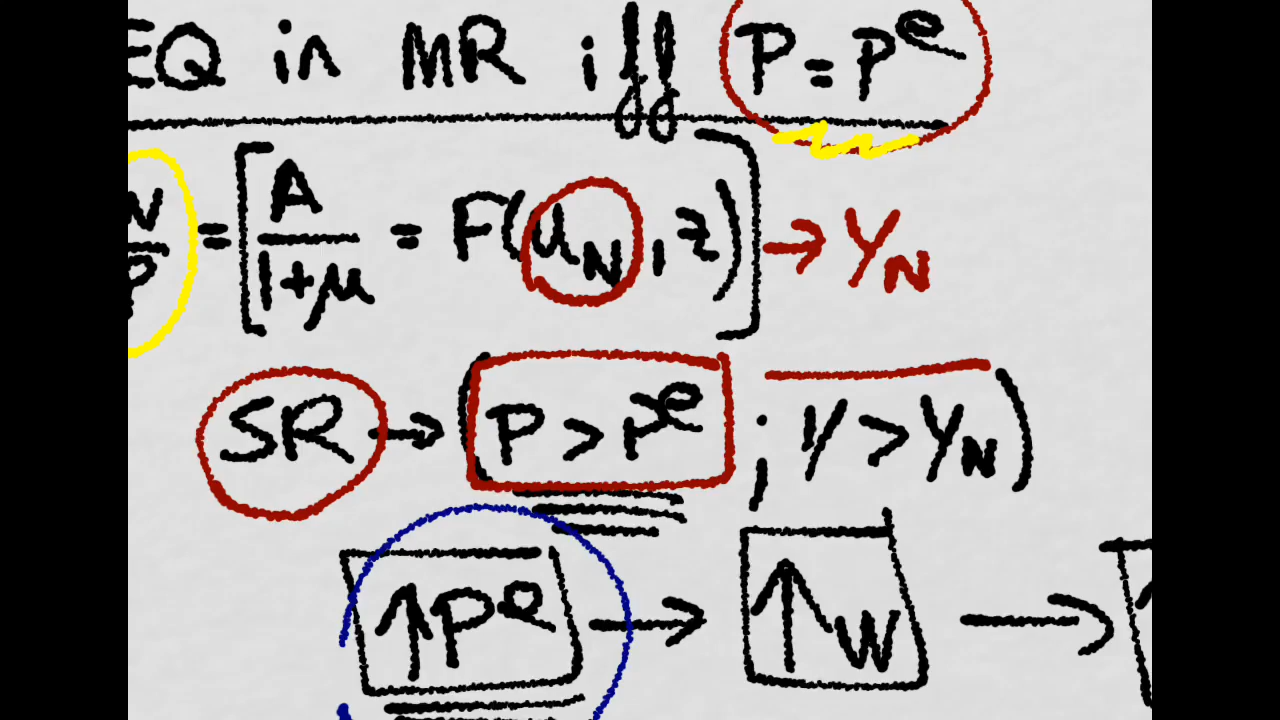 EQ in MR iff P = Pᵉ
W/P = [A/1+μ = F(uN, z)] → YN
SR → (P > Pᵉ ; Y > YN)
↑Pᵉ → ↑W →